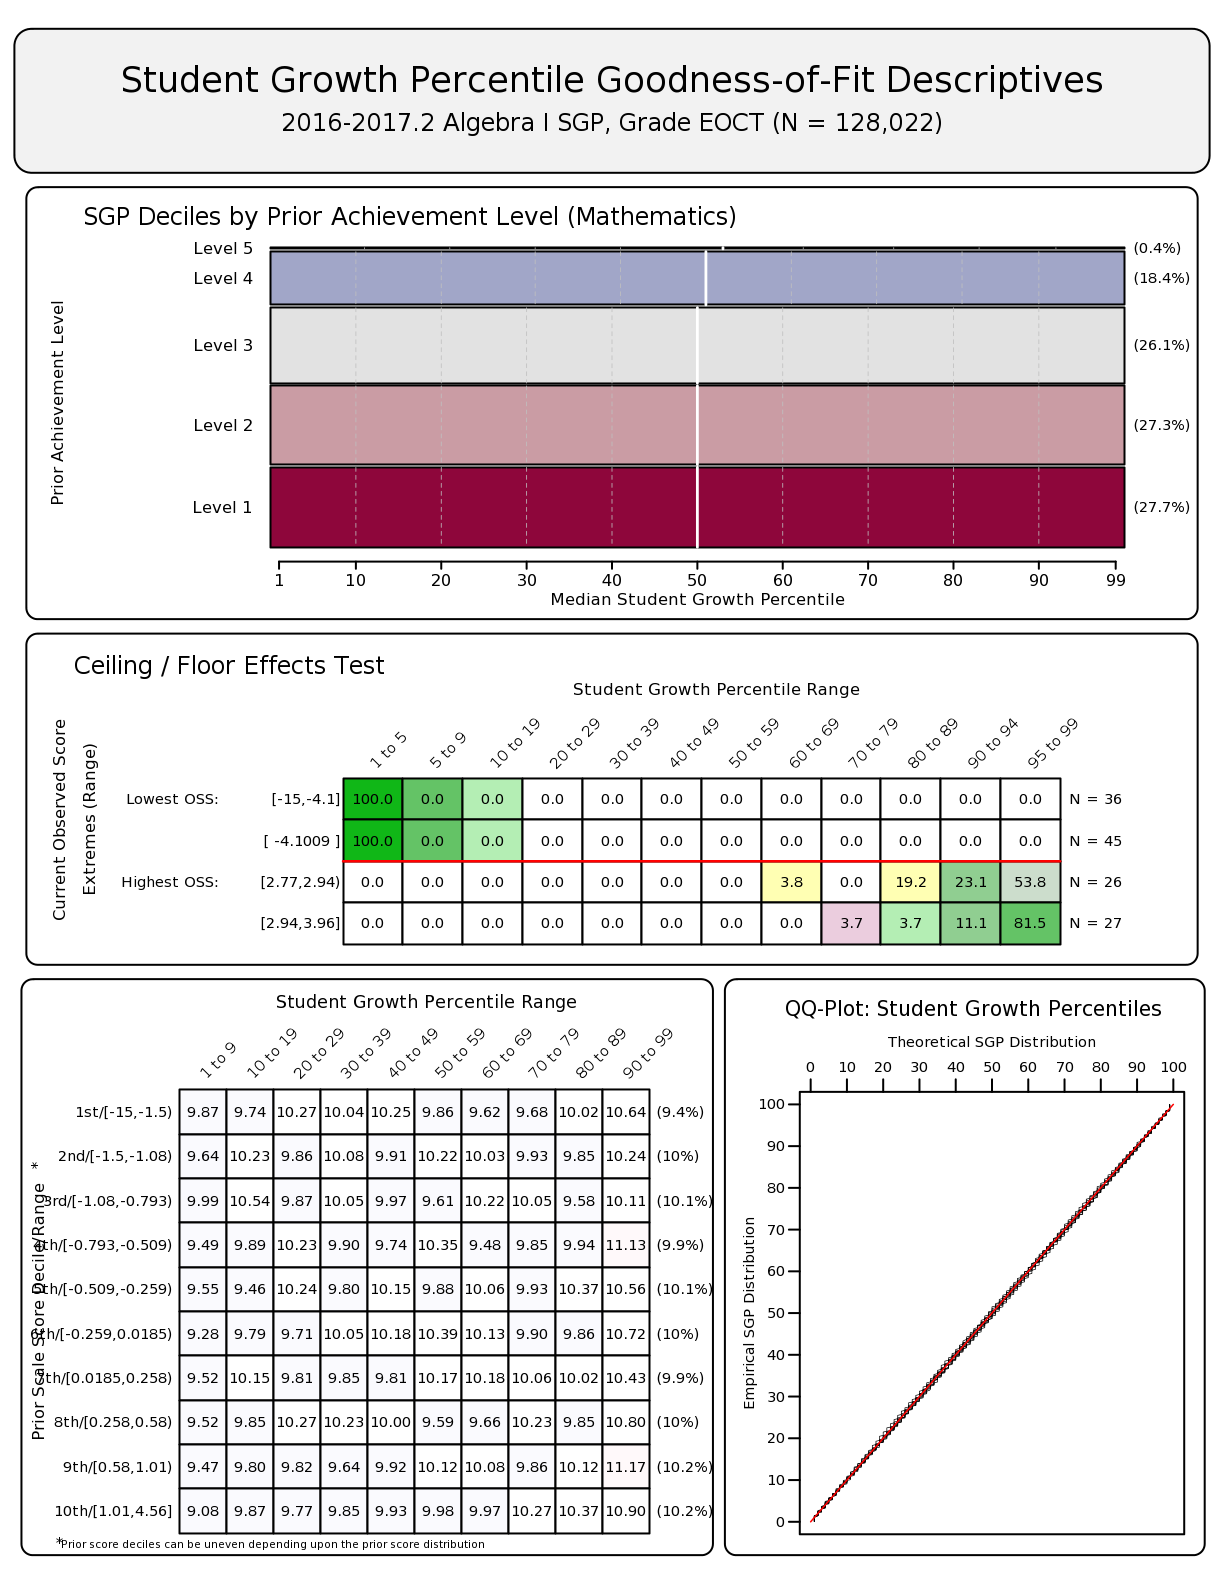 Student Growth Percentile Goodness-of-Fit Descriptives
2016-2017.2 Algebra I SGP, Grade EOCT (N = 128,022)
SGP Deciles by Prior Achievement Level (Mathematics)
Prior Achievement Level
Level 5 (0.4%)
Level 4 (18.4%)
Level 3 (26.1%)
Level 2 (27.3%)
Level 1 (27.7%)
1 10 20 30 40 50 60 70 80 90 99
Median Student Growth Percentile
Ceiling / Floor Effects Test
Student Growth Percentile Range
Current Observed Score
Extremes (Range)
1 to 5 5 to 9 10 to 19 20 to 29 30 to 39 40 to 49 50 to 59 60 to 69 70 to 79 80 to 89 90 to 94 95 to 99
Lowest OSS: [-15,-4.1] 100.0 0.0 0.0 0.0 0.0 0.0 0.0 0.0 0.0 0.0 0.0 0.0 N = 36
[ -4.1009 ] 100.0 0.0 0.0 0.0 0.0 0.0 0.0 0.0 0.0 0.0 0.0 0.0 N = 45
Highest OSS: [2.77,2.94) 0.0 0.0 0.0 0.0 0.0 0.0 0.0 3.8 0.0 19.2 23.1 53.8 N = 26
[2.94,3.96] 0.0 0.0 0.0 0.0 0.0 0.0 0.0 0.0 3.7 3.7 11.1 81.5 N = 27
Student Growth Percentile Range
1 to 9 10 to 19 20 to 29 30 to 39 40 to 49 50 to 59 60 to 69 70 to 79 80 to 89 90 to 99
Prior Scale Score Decile/Range *
1st/[-15,-1.5) 9.87 9.74 10.27 10.04 10.25 9.86 9.62 9.68 10.02 10.64 (9.4%)
2nd/[-1.5,-1.08) 9.64 10.23 9.86 10.08 9.91 10.22 10.03 9.93 9.85 10.24 (10%)
3rd/[-1.08,-0.793) 9.99 10.54 9.87 10.05 9.97 9.61 10.22 10.05 9.58 10.11 (10.1%)
4th/[-0.793,-0.509) 9.49 9.89 10.23 9.90 9.74 10.35 9.48 9.85 9.94 11.13 (9.9%)
5th/[-0.509,-0.259) 9.55 9.46 10.24 9.80 10.15 9.88 10.06 9.93 10.37 10.56 (10.1%)
6th/[-0.259,0.0185) 9.28 9.79 9.71 10.05 10.18 10.39 10.13 9.90 9.86 10.72 (10%)
7th/[0.0185,0.258) 9.52 10.15 9.81 9.85 9.81 10.17 10.18 10.06 10.02 10.43 (9.9%)
8th/[0.258,0.58) 9.52 9.85 10.27 10.23 10.00 9.59 9.66 10.23 9.85 10.80 (10%)
9th/[0.58,1.01) 9.47 9.80 9.82 9.64 9.92 10.12 10.08 9.86 10.12 11.17 (10.2%)
10th/[1.01,4.56] 9.08 9.87 9.77 9.85 9.93 9.98 9.97 10.27 10.37 10.90 (10.2%)
*Prior score deciles can be uneven depending upon the prior score distribution
QQ-Plot: Student Growth Percentiles
Theoretical SGP Distribution
0 10 20 30 40 50 60 70 80 90 100
Empirical SGP Distribution
100
90
80
70
60
50
40
30
20
10
0